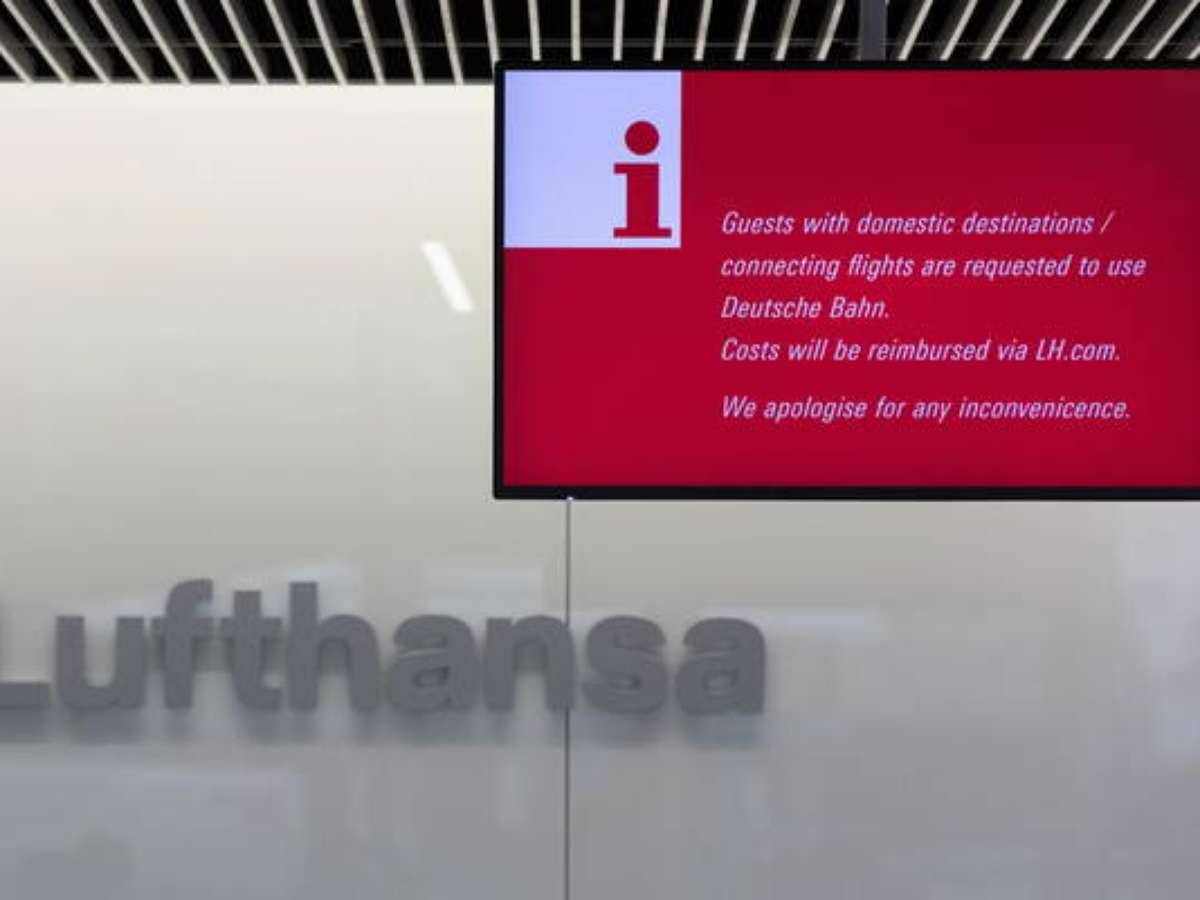 i
Guests with domestic destinations /
connecting flights are requested to use
Deutsche Bahn.
Costs will be reimbursed via LH.com.
We apologise for any inconvenicence.
Lufthansa